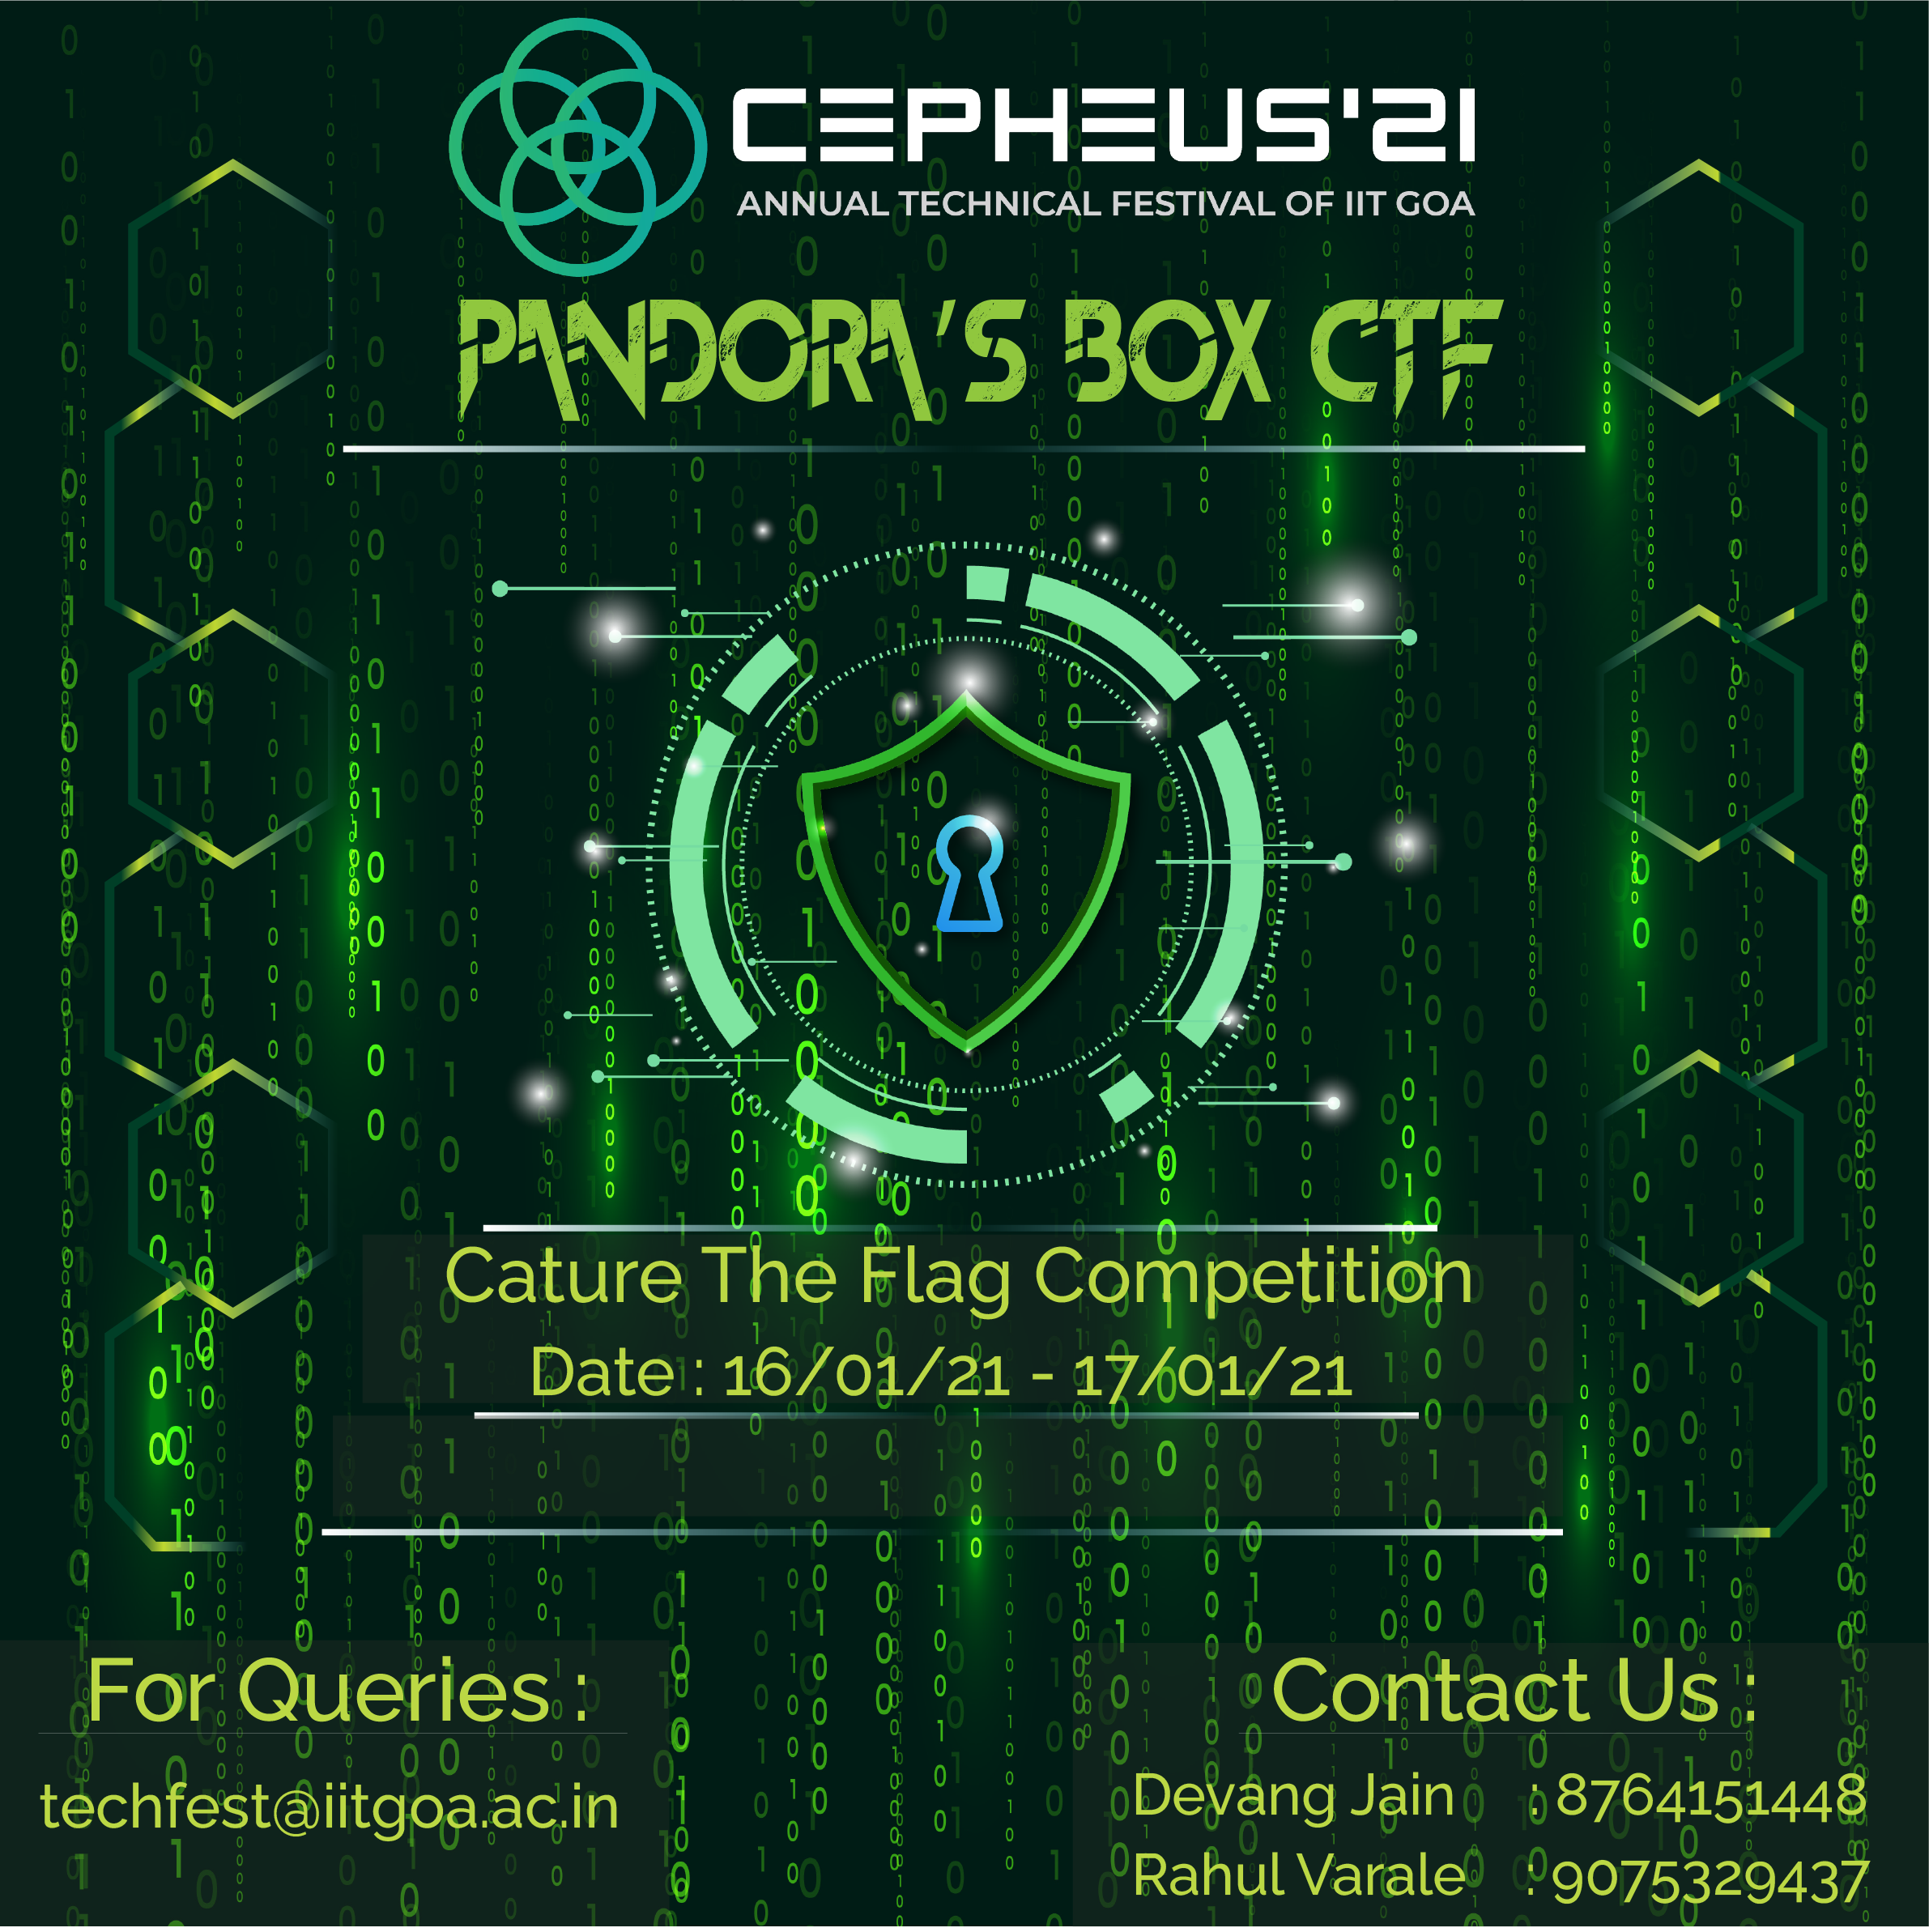 CEPHEUS'21
ANNUAL TECHNICAL FESTIVAL OF IIT GOA
PANDORA'S BOX CTF
Cature The Flag Competition
Date : 16/01/21 - 17/01/21
For Queries :
techfest@iitgoa.ac.in
Contact Us :
Devang Jain : 8764151448
Rahul Varale : 9075329437